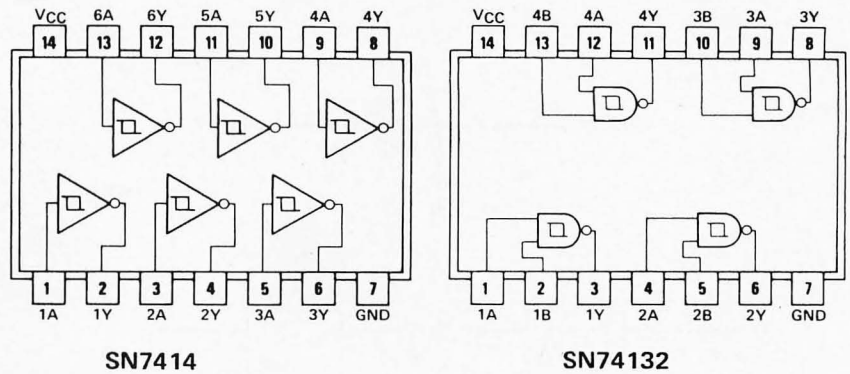 VCC 6A 6Y 5A 5Y 4A 4Y
14 13 12 11 10 9 8
1 2 3 4 5 6 7
1A 1Y 2A 2Y 3A 3Y GND
SN7414
VCC 4B 4A 4Y 3B 3A 3Y
14 13 12 11 10 9 8
1 2 3 4 5 6 7
1A 1B 1Y 2A 2B 2Y GND
SN74132